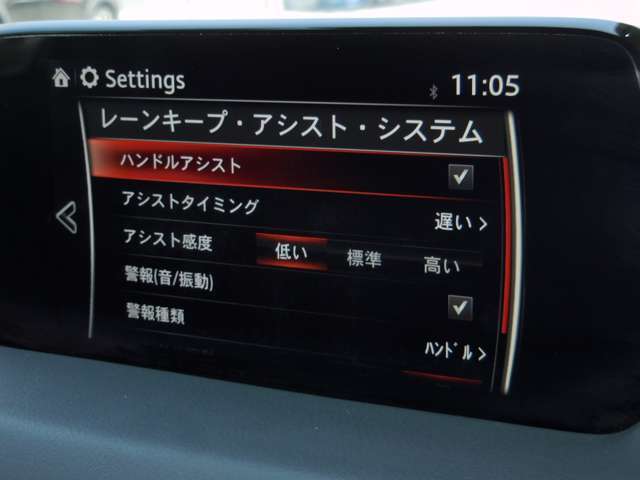 Settings 11:05
レーンキープ・アシスト・システム
ハンドルアシスト
アシストタイミング 遅い
アシスト感度 低い 標準 高い
警報(音/振動)
警報種類 ﾊﾝﾄﾞﾙ